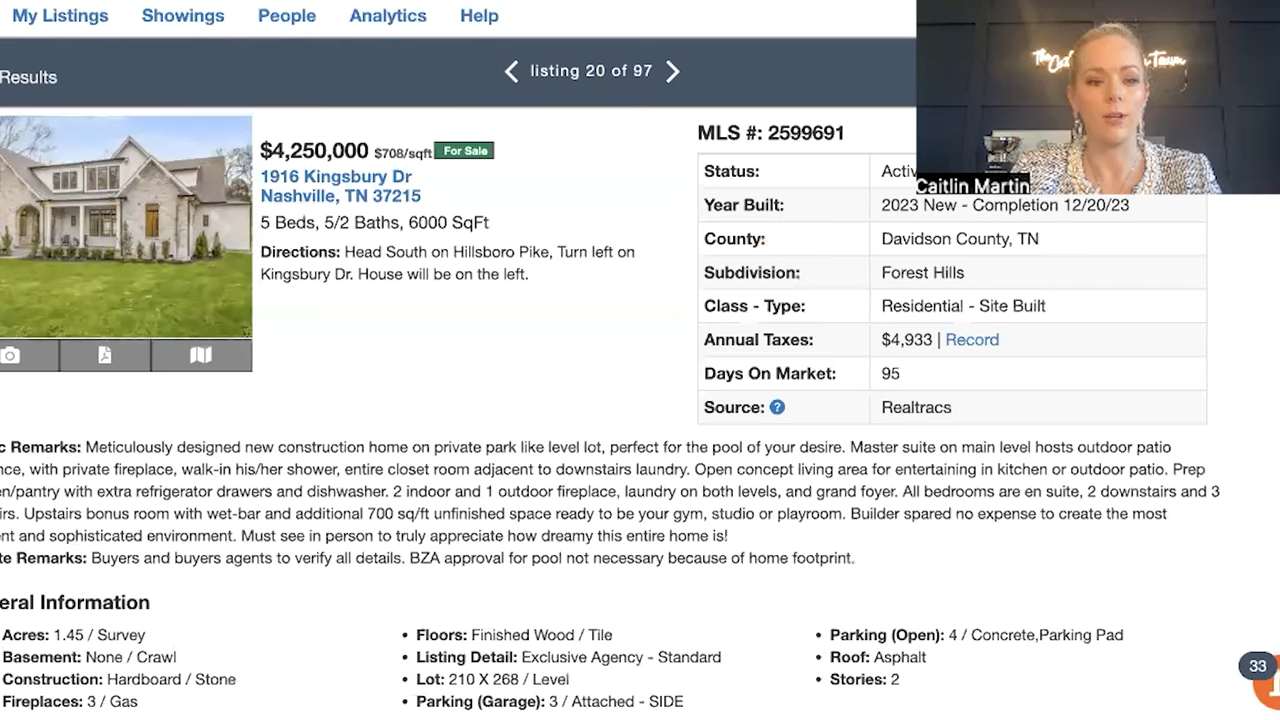 My Listings Showings People Analytics Help
Results
listing 20 of 97
$4,250,000 $708/sqft For Sale
1916 Kingsbury Dr
Nashville, TN 37215
5 Beds, 5/2 Baths, 6000 SqFt
Directions: Head South on Hillsboro Pike, Turn left on
Kingsbury Dr. House will be on the left.
MLS #: 2599691
Status: Activ
Year Built: 2023 New - Completion 12/20/23
County: Davidson County, TN
Subdivision: Forest Hills
Class - Type: Residential - Site Built
Annual Taxes: $4,933 | Record
Days On Market: 95
Source: ? Realtracs
The Team
Caitlin Martin
c Remarks: Meticulously designed new construction home on private park like level lot, perfect for the pool of your desire. Master suite on main level hosts outdoor patio
nce, with private fireplace, walk-in his/her shower, entire closet room adjacent to downstairs laundry. Open concept living area for entertaining in kitchen or outdoor patio. Prep
en/pantry with extra refrigerator drawers and dishwasher. 2 indoor and 1 outdoor fireplace, laundry on both levels, and grand foyer. All bedrooms are en suite, 2 downstairs and 3
irs. Upstairs bonus room with wet-bar and additional 700 sq/ft unfinished space ready to be your gym, studio or playroom. Builder spared no expense to create the most
ent and sophisticated environment. Must see in person to truly appreciate how dreamy this entire home is!
te Remarks: Buyers and buyers agents to verify all details. BZA approval for pool not necessary because of home footprint.
eral Information
Acres: 1.45 / Survey
Basement: None / Crawl
Construction: Hardboard / Stone
Fireplaces: 3 / Gas
• Floors: Finished Wood / Tile
• Listing Detail: Exclusive Agency - Standard
• Lot: 210 X 268 / Level
• Parking (Garage): 3 / Attached - SIDE
• Parking (Open): 4 / Concrete,Parking Pad
• Roof: Asphalt
• Stories: 2
33